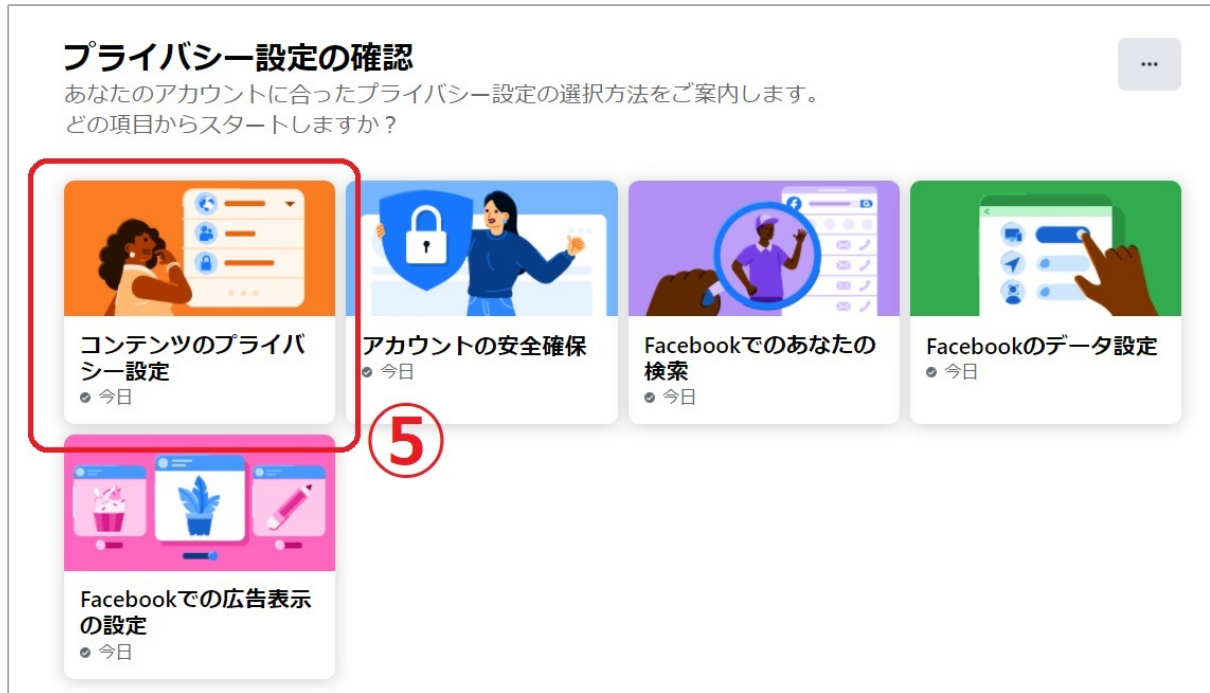 プライバシー設定の確認
あなたのアカウントに合ったプライバシー設定の選択方法をご案内します。
どの項目からスタートしますか？
コンテンツのプライバ
シー設定
今日
アカウントの安全確保
今日
Facebookでのあなたの
検索
今日
Facebookのデータ設定
今日
⑤
Facebookでの広告表示
の設定
今日